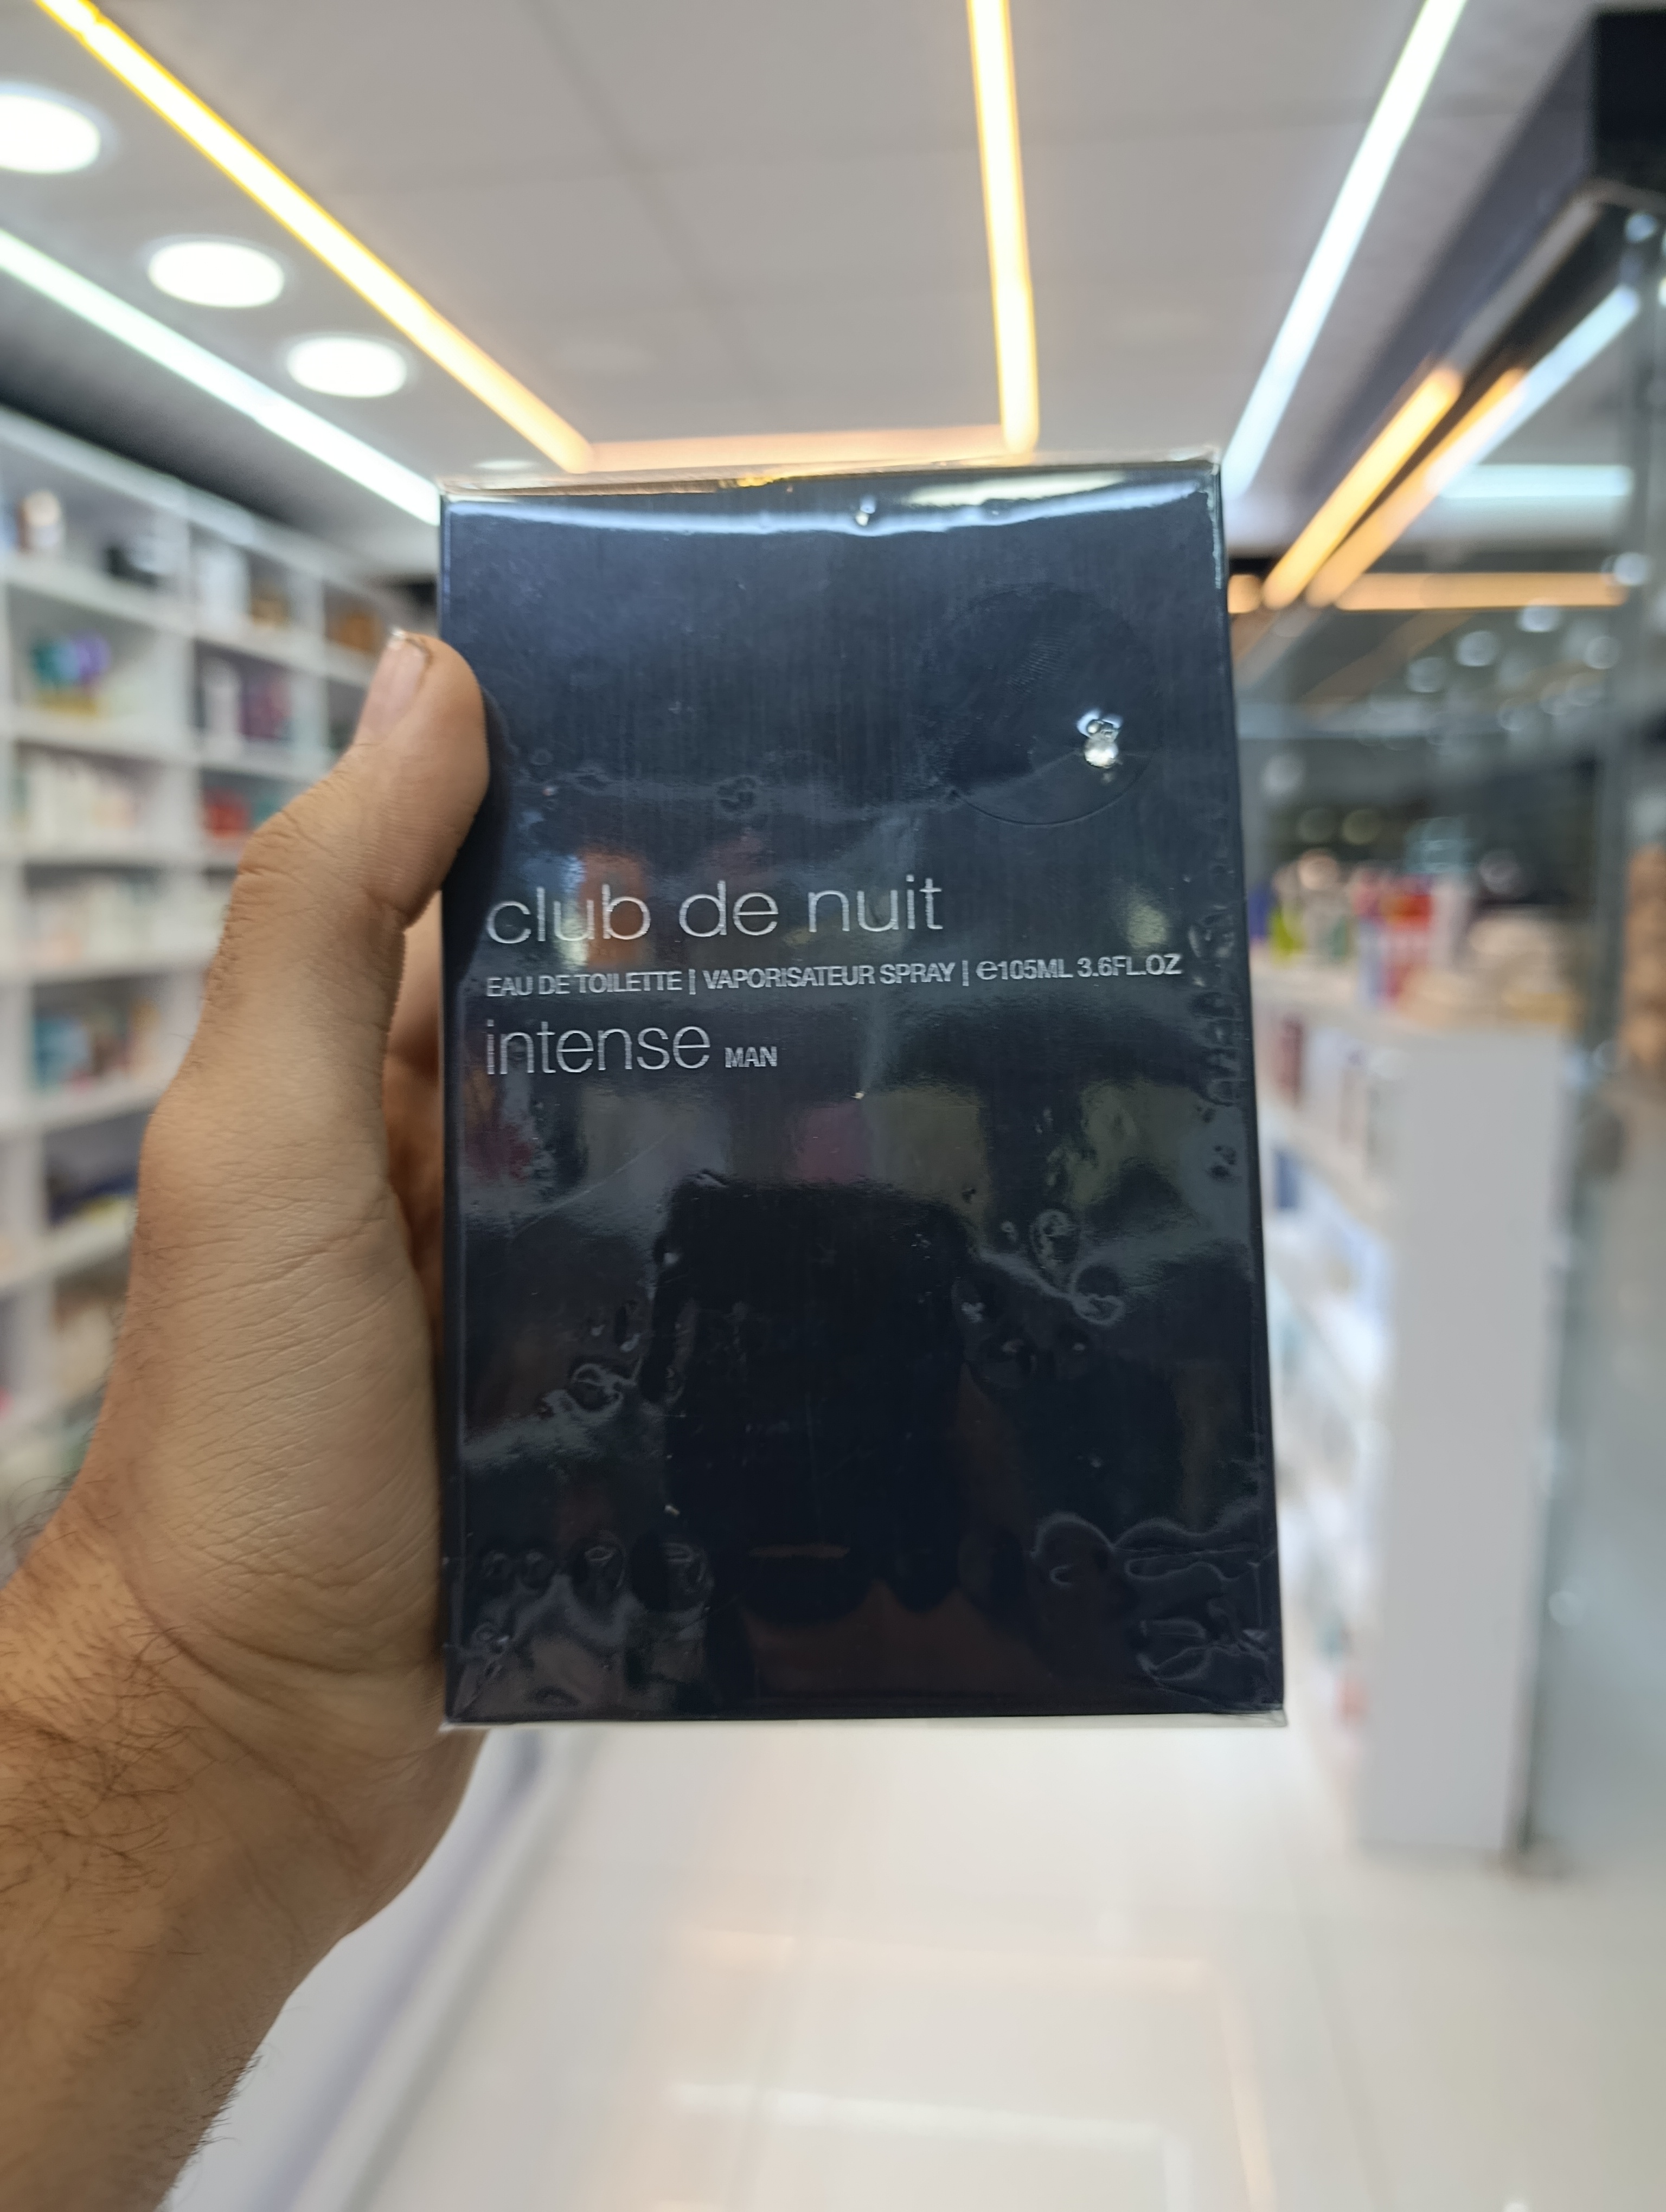 club de nuit
EAU DE TOILETTE | VAPORISATEUR SPRAY | ℮105ML 3.6FL.OZ
intense MAN